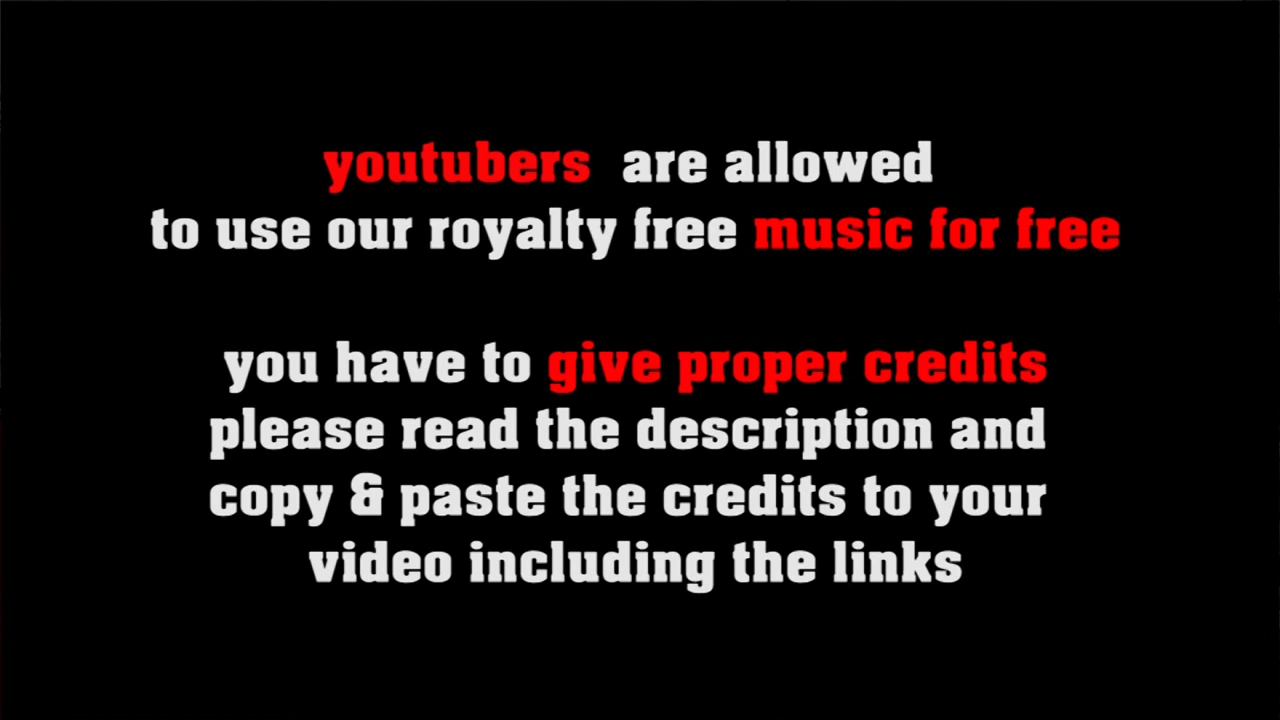 youtubers are allowed
to use our royalty free music for free
you have to give proper credits
please read the description and
copy & paste the credits to your
video including the links